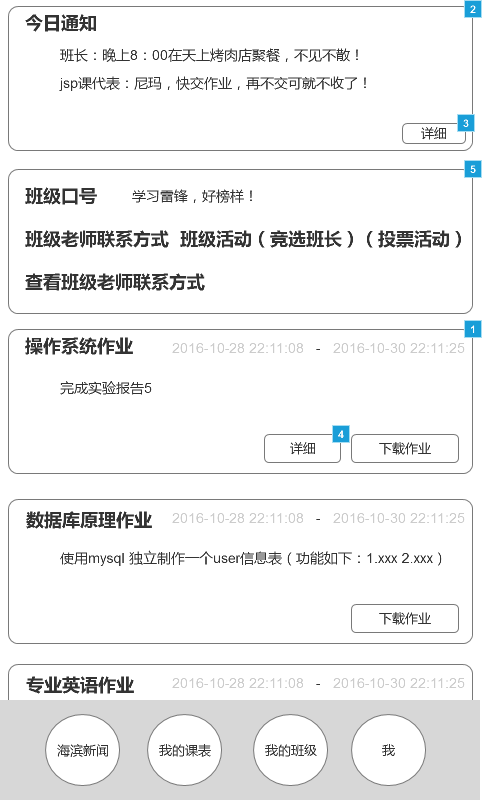 2
今日通知
班长：晚上8：00在天上烤肉店聚餐，不见不散！
jsp课代表：尼玛，快交作业，再不交可就不收了！
3
详细
5
班级口号 学习雷锋，好榜样！
班级老师联系方式 班级活动（竞选班长）（投票活动）
查看班级老师联系方式
1
操作系统作业 2016-10-28 22:11:08 - 2016-10-30 22:11:25
完成实验报告5
4
详细 下载作业
数据库原理作业 2016-10-28 22:11:08 - 2016-10-30 22:11:25
使用mysql 独立制作一个user信息表（功能如下：1.xxx 2.xxx）
下载作业
专业英语作业 2016-10-28 22:11:08 - 2016-10-30 22:11:25
海滨新闻 我的课表 我的班级 我